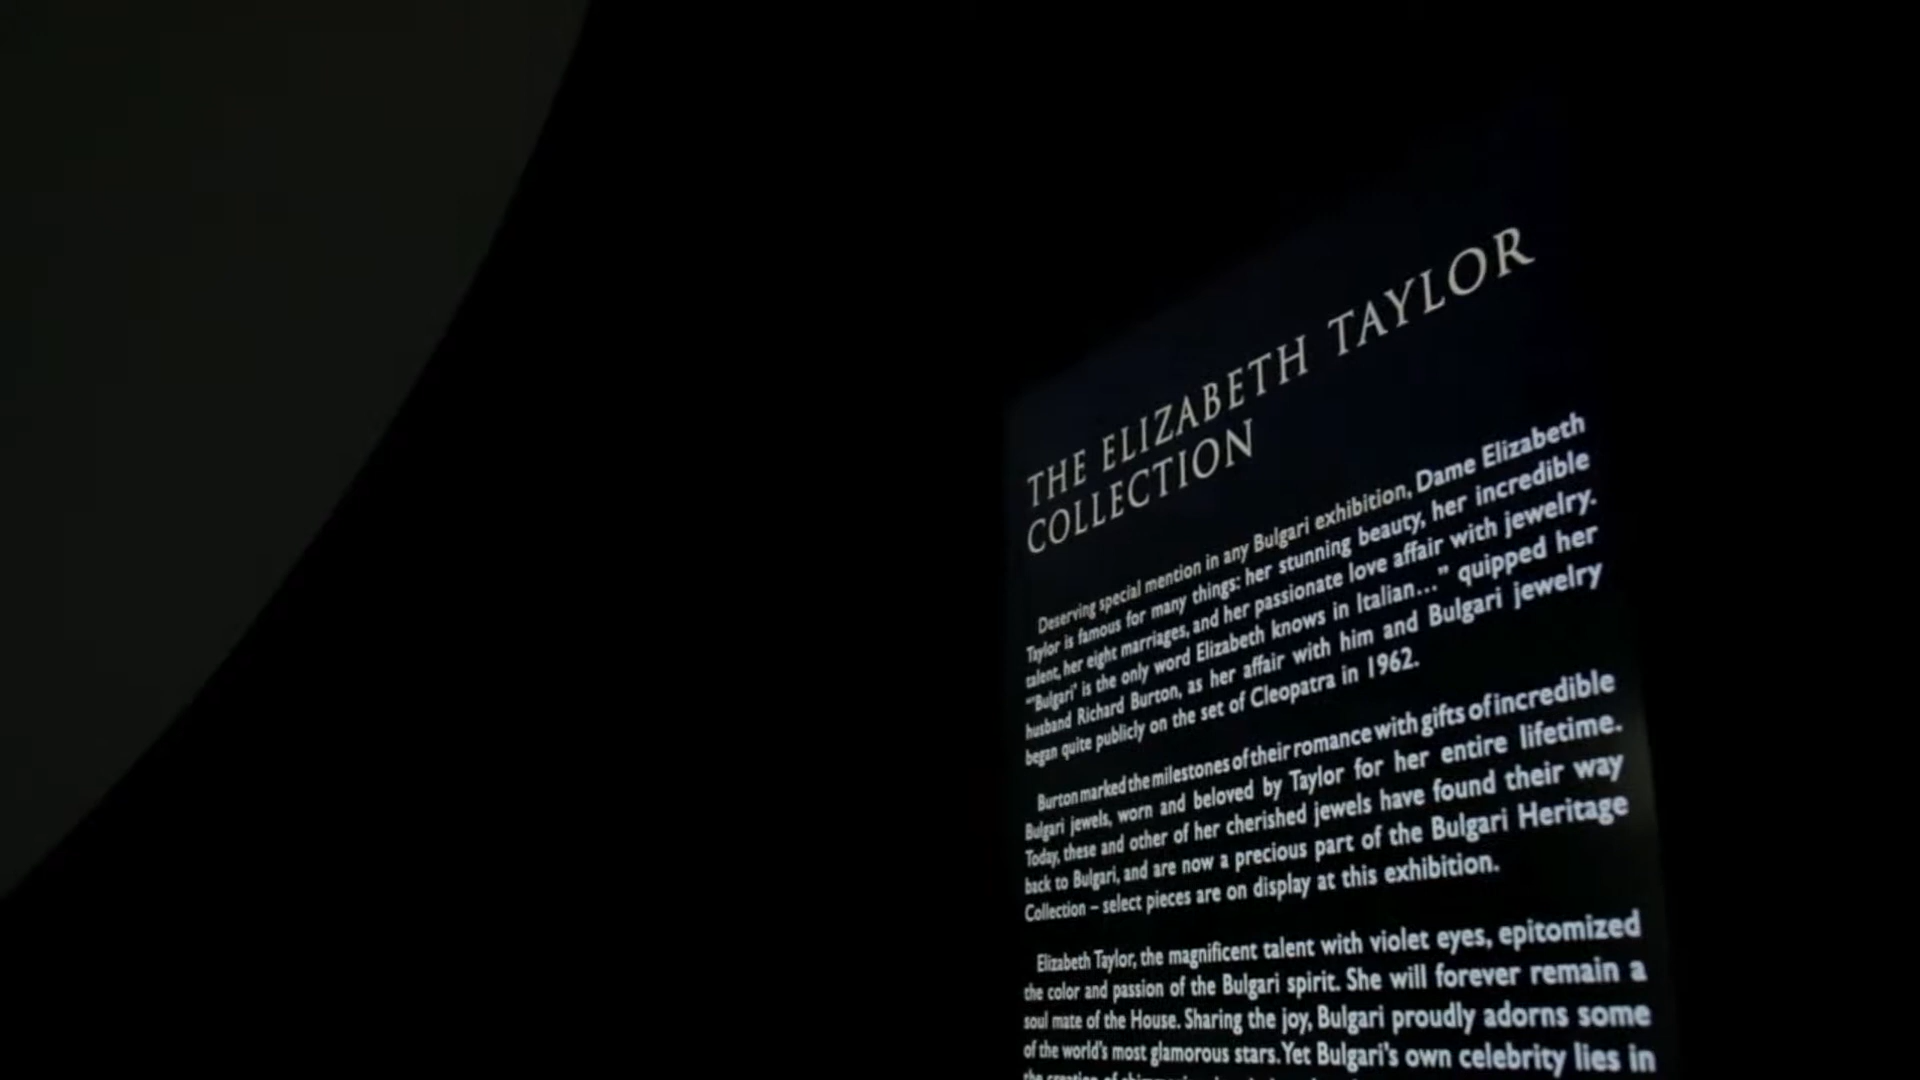 THE ELIZABETH TAYLOR
COLLECTION
Deserving special mention in any Bulgari exhibition, Dame Elizabeth
Taylor is famous for many things: her stunning beauty, her incredible
talent, her eight marriages, and her passionate love affair with jewelry.
“‘Bulgari’ is the only word Elizabeth knows in Italian...” quipped her
husband Richard Burton, as her affair with him and Bulgari jewelry
began quite publicly on the set of Cleopatra in 1962.
Burton marked the milestones of their romance with gifts of incredible
Bulgari jewels, worn and beloved by Taylor for her entire lifetime.
Today, these and other of her cherished jewels have found their way
back to Bulgari, and are now a precious part of the Bulgari Heritage
Collection – select pieces are on display at this exhibition.
Elizabeth Taylor, the magnificent talent with violet eyes, epitomized
the color and passion of the Bulgari spirit. She will forever remain a
soul mate of the House. Sharing the joy, Bulgari proudly adorns some
of the world's most glamorous stars. Yet Bulgari's own celebrity lies in
the creation of